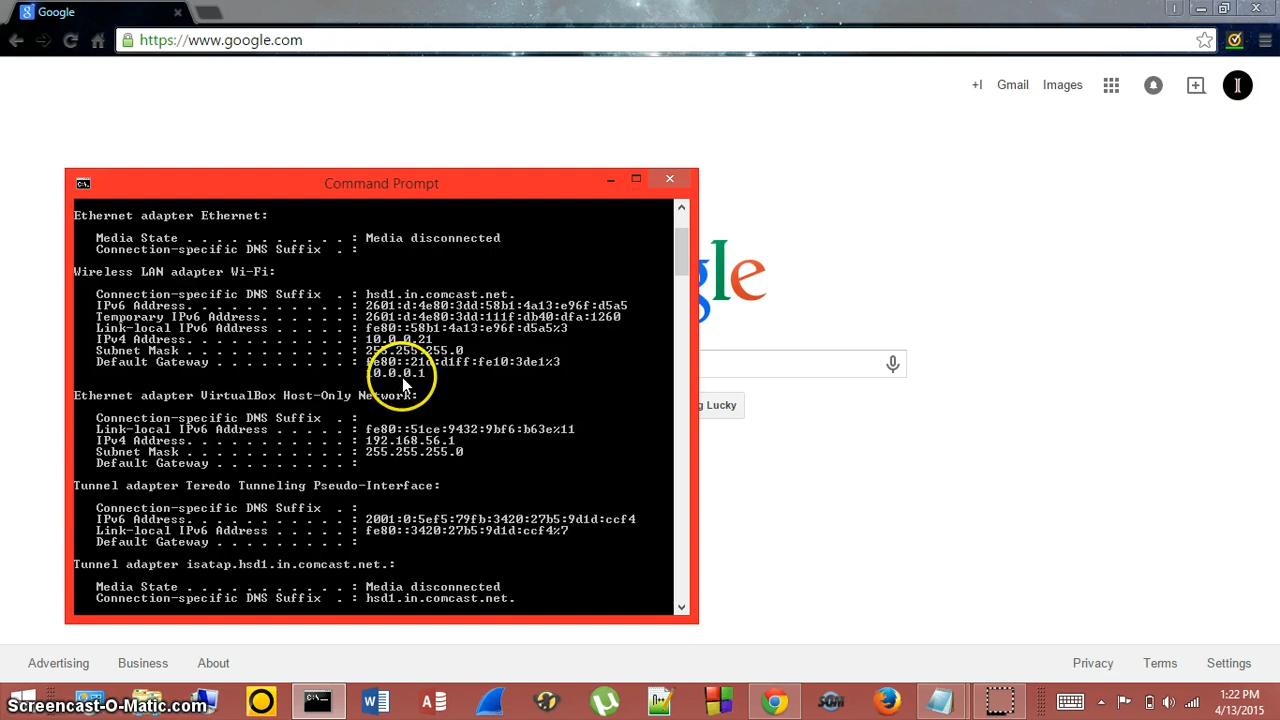 Google
https://www.google.com
+I Gmail Images
Command Prompt
Ethernet adapter Ethernet:
Media State . . . . . . . . . . . : Media disconnected
Connection-specific DNS Suffix . :
Wireless LAN adapter Wi-Fi:
Connection-specific DNS Suffix . : hsd1.in.comcast.net.
IPv6 Address. . . . . . . . . . . : 2601:d:4e80:3dd:58b1:4a13:e96f:d5a5
Temporary IPv6 Address. . . . . . : 2601:d:4e80:3dd:111f:db40:dfa:1260
Link-local IPv6 Address . . . . . : fe80::58b1:4a13:e96f:d5a5%3
IPv4 Address. . . . . . . . . . . : 10.0.0.21
Subnet Mask . . . . . . . . . . . : 255.255.255.0
Default Gateway . . . . . . . . . : fe80::21d:d1ff:fe10:3de1%3
10.0.0.1
Ethernet adapter VirtualBox Host-Only Network:
Connection-specific DNS Suffix . :
Link-local IPv6 Address . . . . . : fe80::51ce:9432:9bf6:b63e%11
IPv4 Address. . . . . . . . . . . : 192.168.56.1
Subnet Mask . . . . . . . . . . . : 255.255.255.0
Default Gateway . . . . . . . . . :
Tunnel adapter Teredo Tunneling Pseudo-Interface:
Connection-specific DNS Suffix . :
IPv6 Address. . . . . . . . . . . : 2001:0:5ef5:79fb:3420:27b5:9d1d:ccf4
Link-local IPv6 Address . . . . . : fe80::3420:27b5:9d1d:ccf4%7
Default Gateway . . . . . . . . . :
Tunnel adapter isatap.hsd1.in.comcast.net.:
Media State . . . . . . . . . . . : Media disconnected
Connection-specific DNS Suffix . : hsd1.in.comcast.net.
gle
g Lucky
Advertising Business About
Privacy Terms Settings
Screencast-O-Matic.com
1:22 PM
4/13/2015